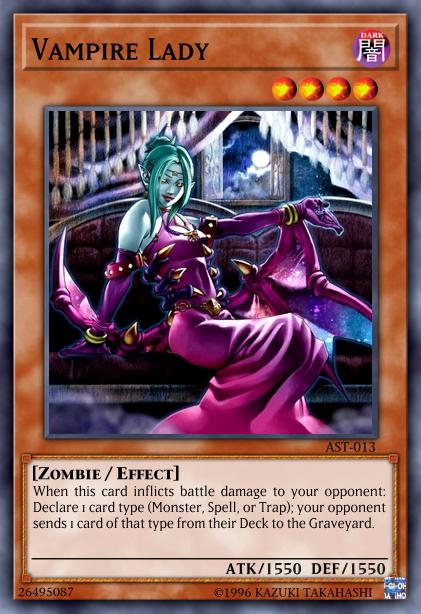 Vampire Lady
DARK
闇
AST-013
[Zombie / Effect]
When this card inflicts battle damage to your opponent:
Declare 1 card type (Monster, Spell, or Trap); your opponent
sends 1 card of that type from their Deck to the Graveyard.
ATK/1550 DEF/1550
26495087
©1996 KAZUKI TAKAHASHI